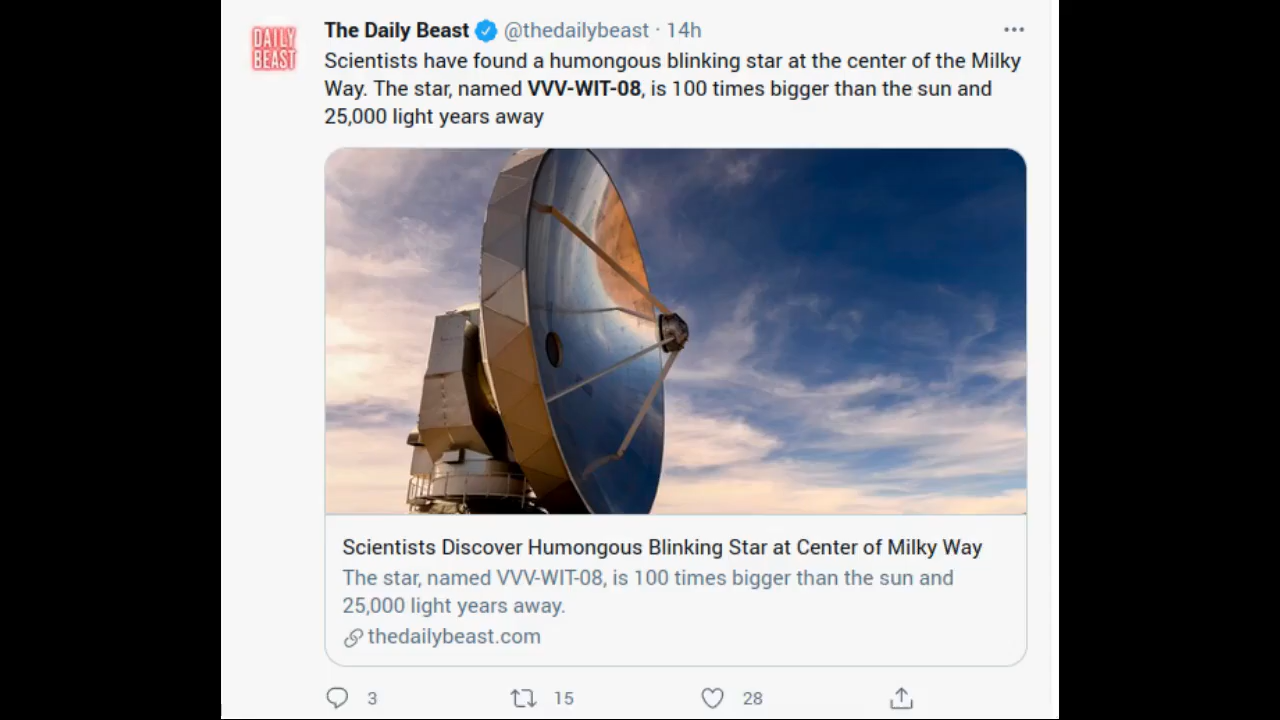 DAILY
BEAST
The Daily Beast @thedailybeast · 14h
Scientists have found a humongous blinking star at the center of the Milky
Way. The star, named VVV-WIT-08, is 100 times bigger than the sun and
25,000 light years away
Scientists Discover Humongous Blinking Star at Center of Milky Way
The star, named VVV-WIT-08, is 100 times bigger than the sun and
25,000 light years away.
thedailybeast.com
3 15 28